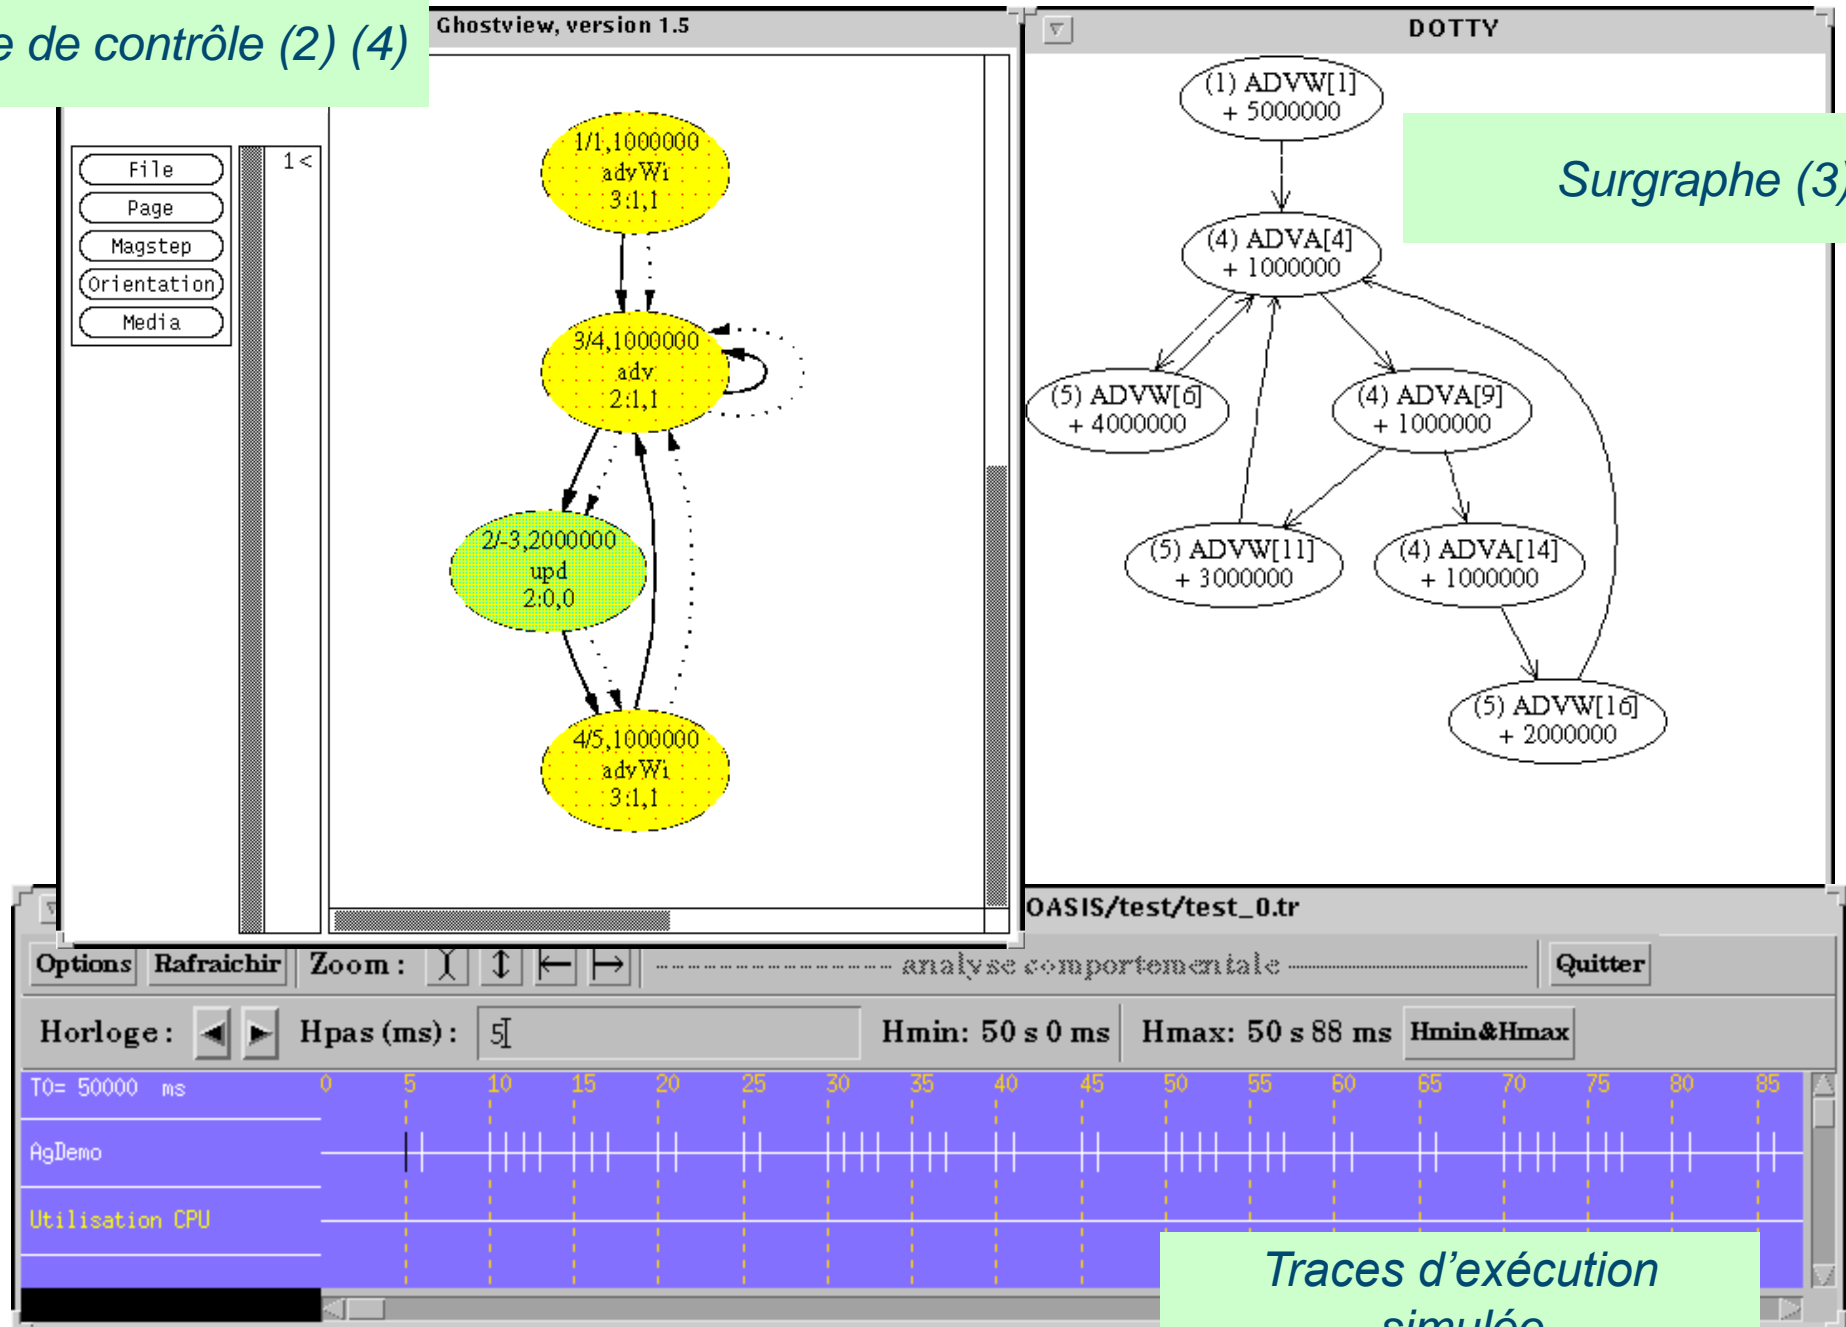 e de contrôle (2) (4)
Ghostview, version 1.5
File
Page
Magstep
Orientation
Media
1<
1/1,1000000
advWi
3:1,1
3/4,1000000
adv
2:1,1
2/-3,2000000
upd
2:0,0
4/5,1000000
advWi
3:1,1
DOTTY
Surgraphe (3)
(1) ADVW[1]
+ 5000000
(4) ADVA[4]
+ 1000000
(5) ADVW[6]
+ 4000000
(4) ADVA[9]
+ 1000000
(5) ADVW[11]
+ 3000000
(4) ADVA[14]
+ 1000000
(5) ADVW[16]
+ 2000000
OASIS/test/test_0.tr
Options Rafraichir Zoom : analyse comportementale Quitter
Horloge : Hpas (ms) : 5 Hmin: 50 s 0 ms Hmax: 50 s 88 ms Hmin&Hmax
T0= 50000 ms 0 5 10 15 20 25 30 35 40 45 50 55 60 65 70 75 80 85
AgDemo
Utilisation CPU
Traces d’exécution
simulée